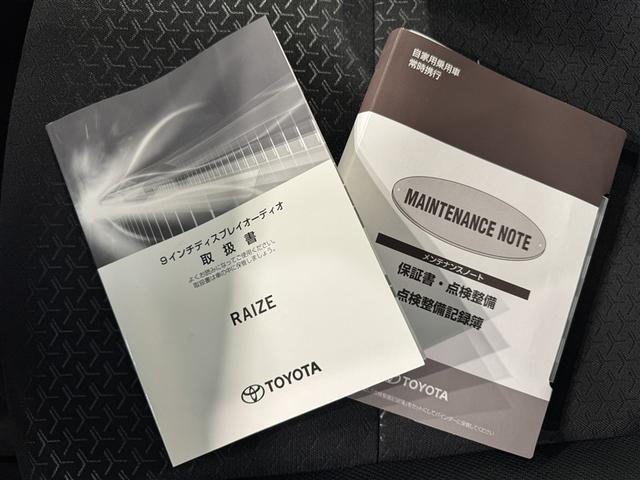 9インチディスプレイオーディオ
取扱書
よくお読みになってご使用ください。
取扱書は車の中に保管しましょう。
RAIZE
TOYOTA
自家用乗用車
常時携行
MAINTENANCE NOTE
メンテナンスノート
保証書・点検整備
点検整備記録簿
TOYOTA